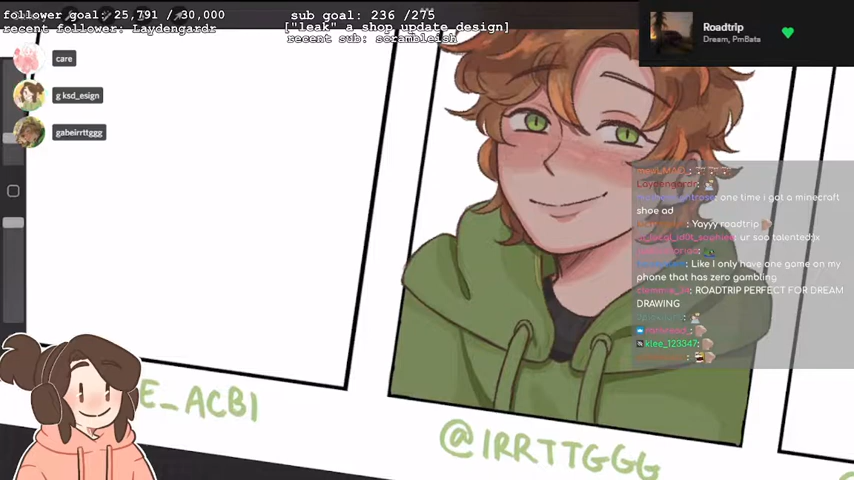 follower goal: 25,791 / 30,000
recent follower: Laydengardr
sub goal: 236 /275
["leak" a shop update design]
recent sub: scrambleish
Roadtrip
Dream, PmBata
care
g ksd_esign
gabeirrttggg
Laydengardr
one time i got a minecraft
shoe ad
Yayyy roadtrip
ur soo talented
Like I only have one game on my
phone that has zero gambling
ROADTRIP PERFECT FOR DREAM
DRAWING
klee_123347:
E_ACBI
@IRRTTGGG